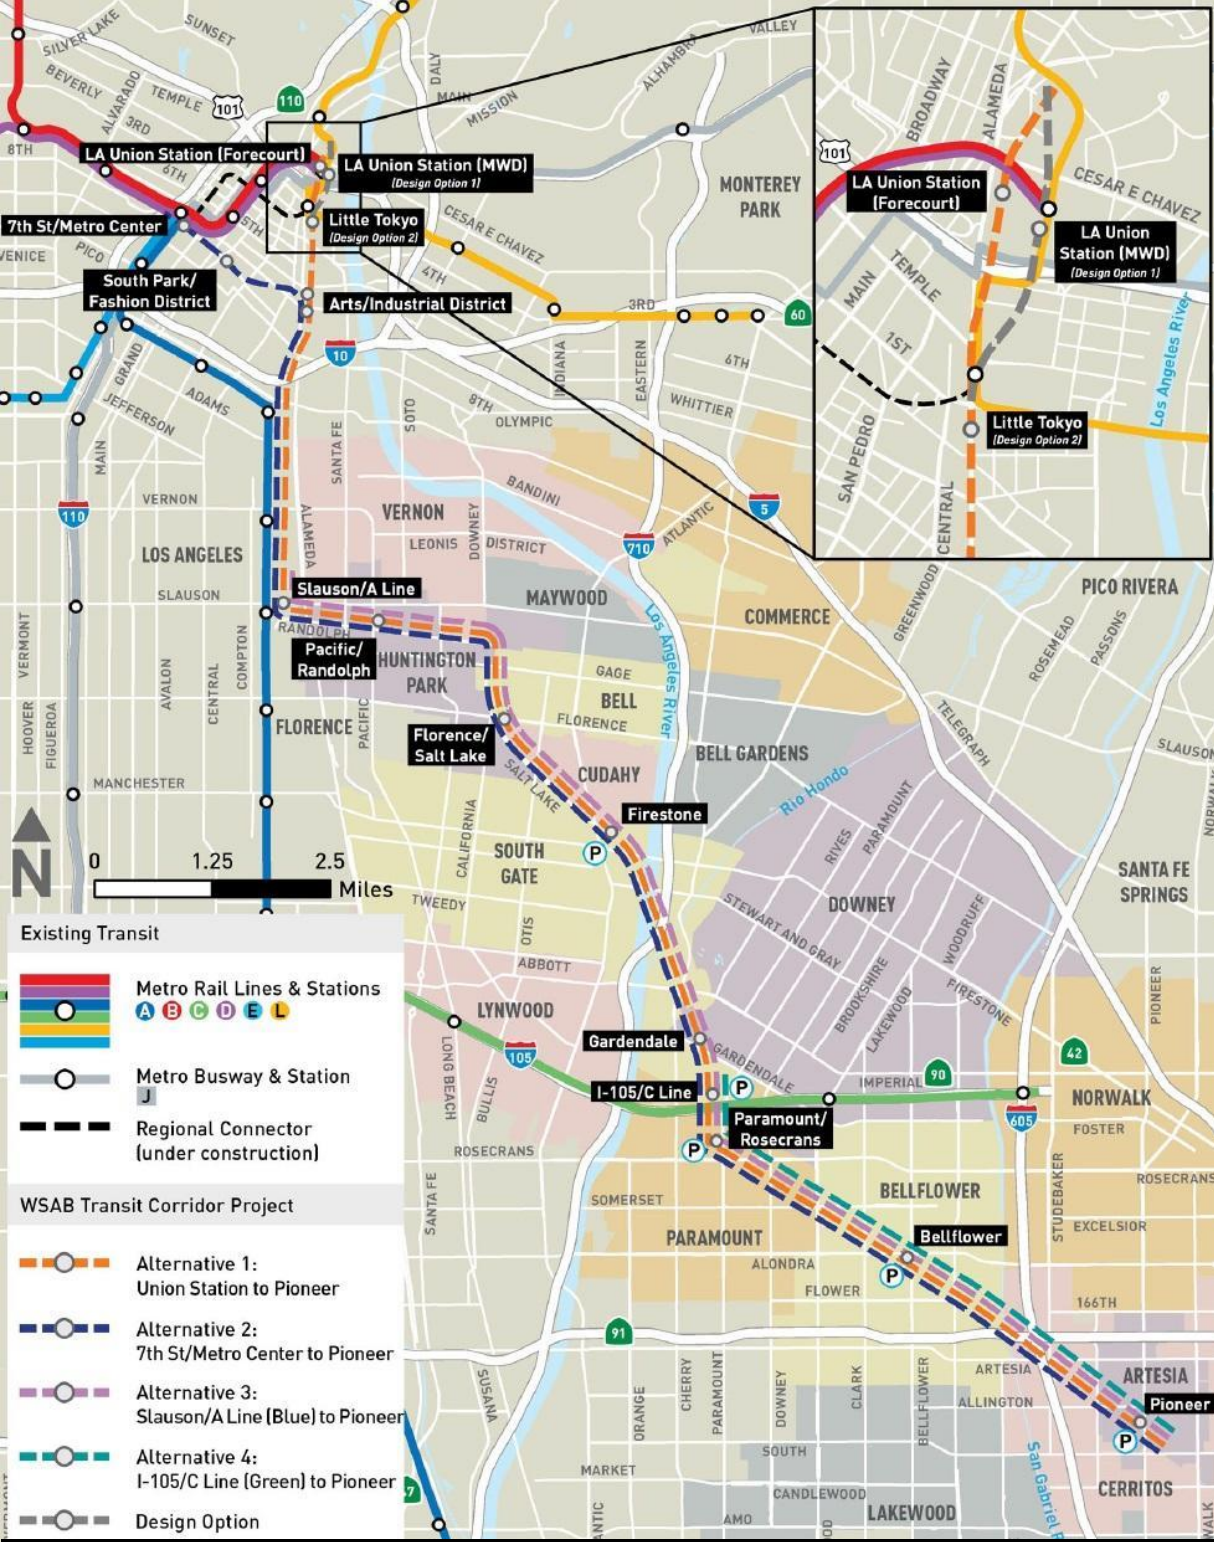 SILVER LAKE
SUNSET
BEVERLY
ALVARADO
TEMPLE
3RD
8TH
6TH
5TH
101
110
DALY
MAIN
MISSION
ALHAMBRA
VALLEY
LA Union Station (Forecourt)
LA Union Station (MWD)
(Design Option 1)
7th St/Metro Center
Little Tokyo
(Design Option 2)
MONTEREY
PARK
VENICE
PICO
CESAR E CHAVEZ
4TH
South Park/
Fashion District
Arts/Industrial District
3RD
60
10
GRAND
ADAMS
JEFFERSON
MAIN
INDIANA
EASTERN
6TH
WHITTIER
8TH
OLYMPIC
SOTO
SANTA FE
BROADWAY
ALAMEDA
101
LA Union Station
(Forecourt)
CESAR E CHAVEZ
LA Union
Station (MWD)
(Design Option 1)
MAIN
TEMPLE
1ST
Los Angeles River
Little Tokyo
(Design Option 2)
SAN PEDRO
CENTRAL
110
VERNON
LOS ANGELES
SLAUSON
ALAMEDA
VERNON
LEONIS
DISTRICT
DOWNEY
BANDINI
ATLANTIC
5
710
Slauson/A Line
RANDOLPH
Pacific/
Randolph
MAYWOOD
COMMERCE
Los Angeles River
GREENWOOD
PICO RIVERA
ROSEMEAD
PASSONS
HOOVER
VERMONT
FIGUEROA
AVALON
CENTRAL
COMPTON
HUNTINGTON
PARK
GAGE
BELL
FLORENCE
FLORENCE
PACIFIC
Florence/
Salt Lake
SALT LAKE
CUDAHY
BELL GARDENS
Rio Hondo
TELEGRAPH
SLAUSON
NORWALK
MANCHESTER
Firestone
P
CALIFORNIA
SOUTH
GATE
TWEEDY
OTIS
ABBOTT
RIVES
PARAMOUNT
DOWNEY
STEWART AND GRAY
WOODRUFF
BROOKSHIRE
LAKEWOOD
FIRESTONE
SANTA FE
SPRINGS
PIONEER
N
0 1.25 2.5
Miles
LYNWOOD
105
LONG BEACH
BULLIS
ROSECRANS
SANTA FE
Gardendale
GARDENDALE
I-105/C Line
P
IMPERIAL
90
42
605
NORWALK
FOSTER
Paramount/
Rosecrans
P
SOMERSET
PARAMOUNT
ALONDRA
FLOWER
BELLFLOWER
Bellflower
P
STUDEBAKER
ROSECRANS
EXCELSIOR
166TH
91
ARTESIA
ARTESIA
ALLINGTON
Pioneer
P
SUSANA
ORANGE
CHERRY
PARAMOUNT
DOWNEY
CLARK
BELLFLOWER
SOUTH
MARKET
CANDLEWOOD
AMO
LAKEWOOD
CERRITOS
Existing Transit
Metro Rail Lines & Stations
A B C D E L
Metro Busway & Station
J
Regional Connector
(under construction)
WSAB Transit Corridor Project
Alternative 1:
Union Station to Pioneer
Alternative 2:
7th St/Metro Center to Pioneer
Alternative 3:
Slauson/A Line (Blue) to Pioneer
Alternative 4:
I-105/C Line (Green) to Pioneer
Design Option